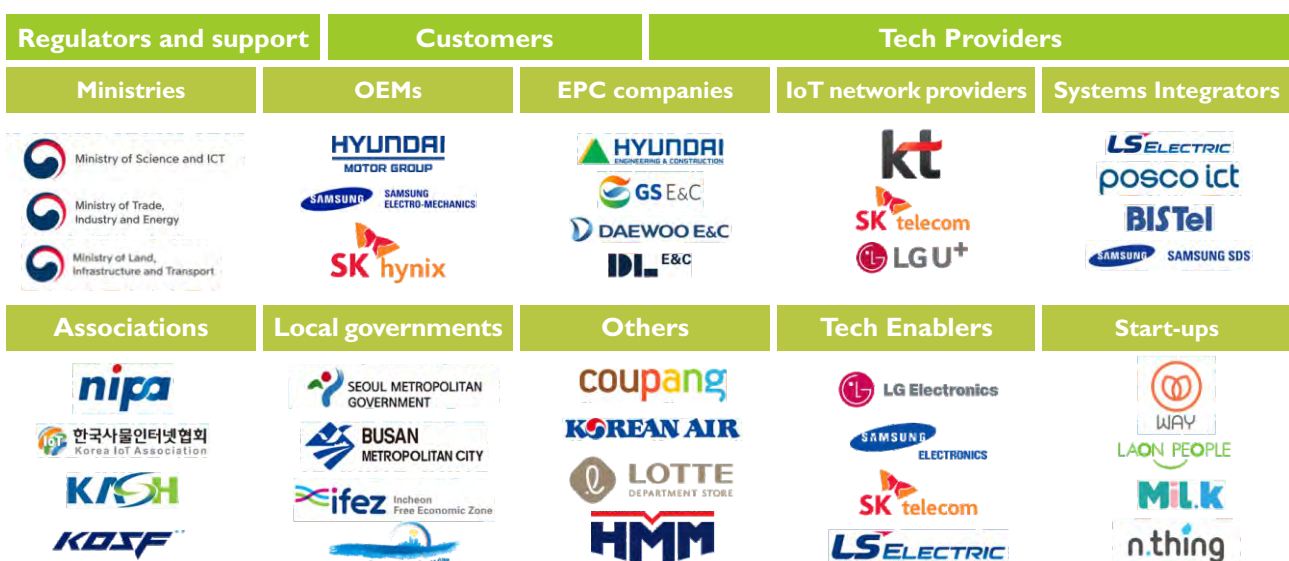 Regulators and support
Customers
Tech Providers
Ministries
OEMs
EPC companies
IoT network providers
Systems Integrators
Ministry of Science and ICT
Ministry of Trade,
Industry and Energy
Ministry of Land,
Infrastructure and Transport
HYUNDAI
MOTOR GROUP
SAMSUNG
SAMSUNG
ELECTRO-MECHANICS
SK hynix
HYUNDAI
ENGINEERING & CONSTRUCTION
GS E&C
DAEWOO E&C
DL E&C
kt
SK telecom
LG U+
LS ELECTRIC
posco ict
BISTel
SAMSUNG
SAMSUNG SDS
Associations
Local governments
Others
Tech Enablers
Start-ups
nipa
IoT 한국사물인터넷협회
Korea IoT Association
KASH
KOSF
SEOUL METROPOLITAN
GOVERNMENT
BUSAN
METROPOLITAN CITY
ifez Incheon
Free Economic Zone
coupang
KOREAN AIR
LOTTE
DEPARTMENT STORE
HMM
LG Electronics
SAMSUNG
ELECTRONICS
SK telecom
LS ELECTRIC
WAY
LAON PEOPLE
MiL.k
n.thing